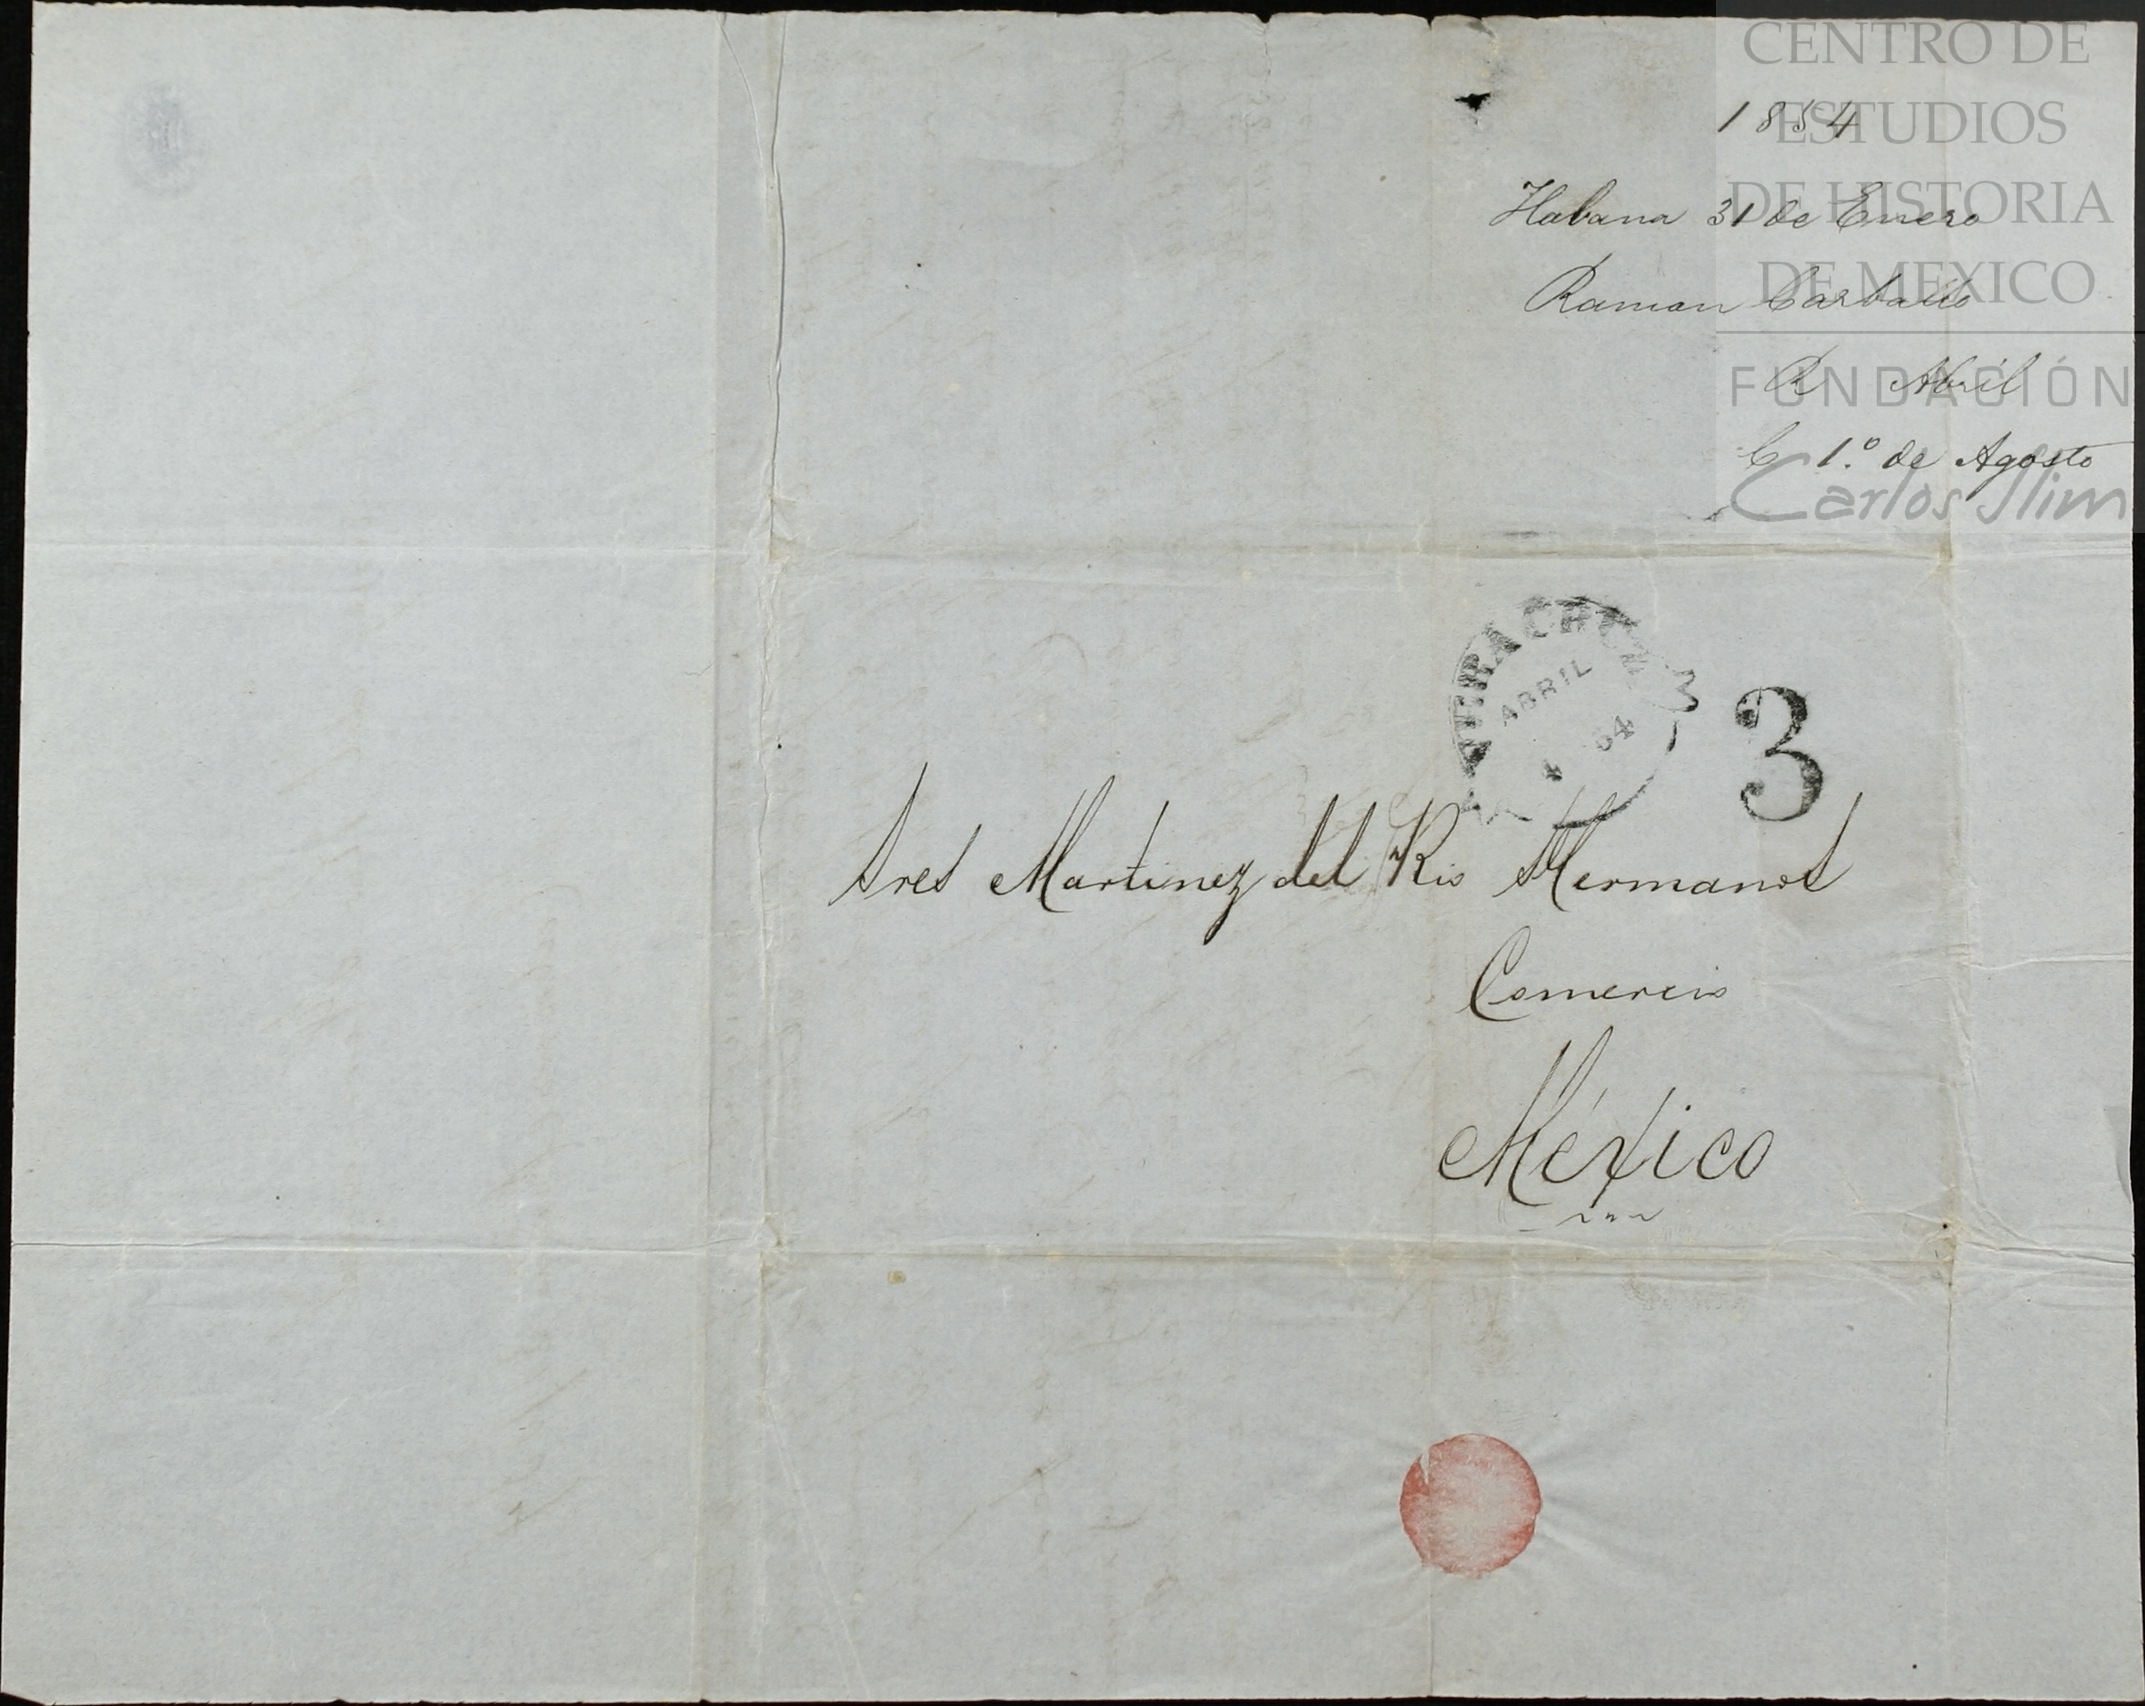 CENTRO DE
ESTUDIOS
DE HISTORIA
DE MEXICO
FUNDACIÓN
Carlos Slim
1854
Habana 31 de Enero
Ramon Carballo
R Abril
C 1.º de Agosto
VERACRUZ
ABRIL
4 54
3
Sres Martinez del Rio Hermanos
Comercio
México